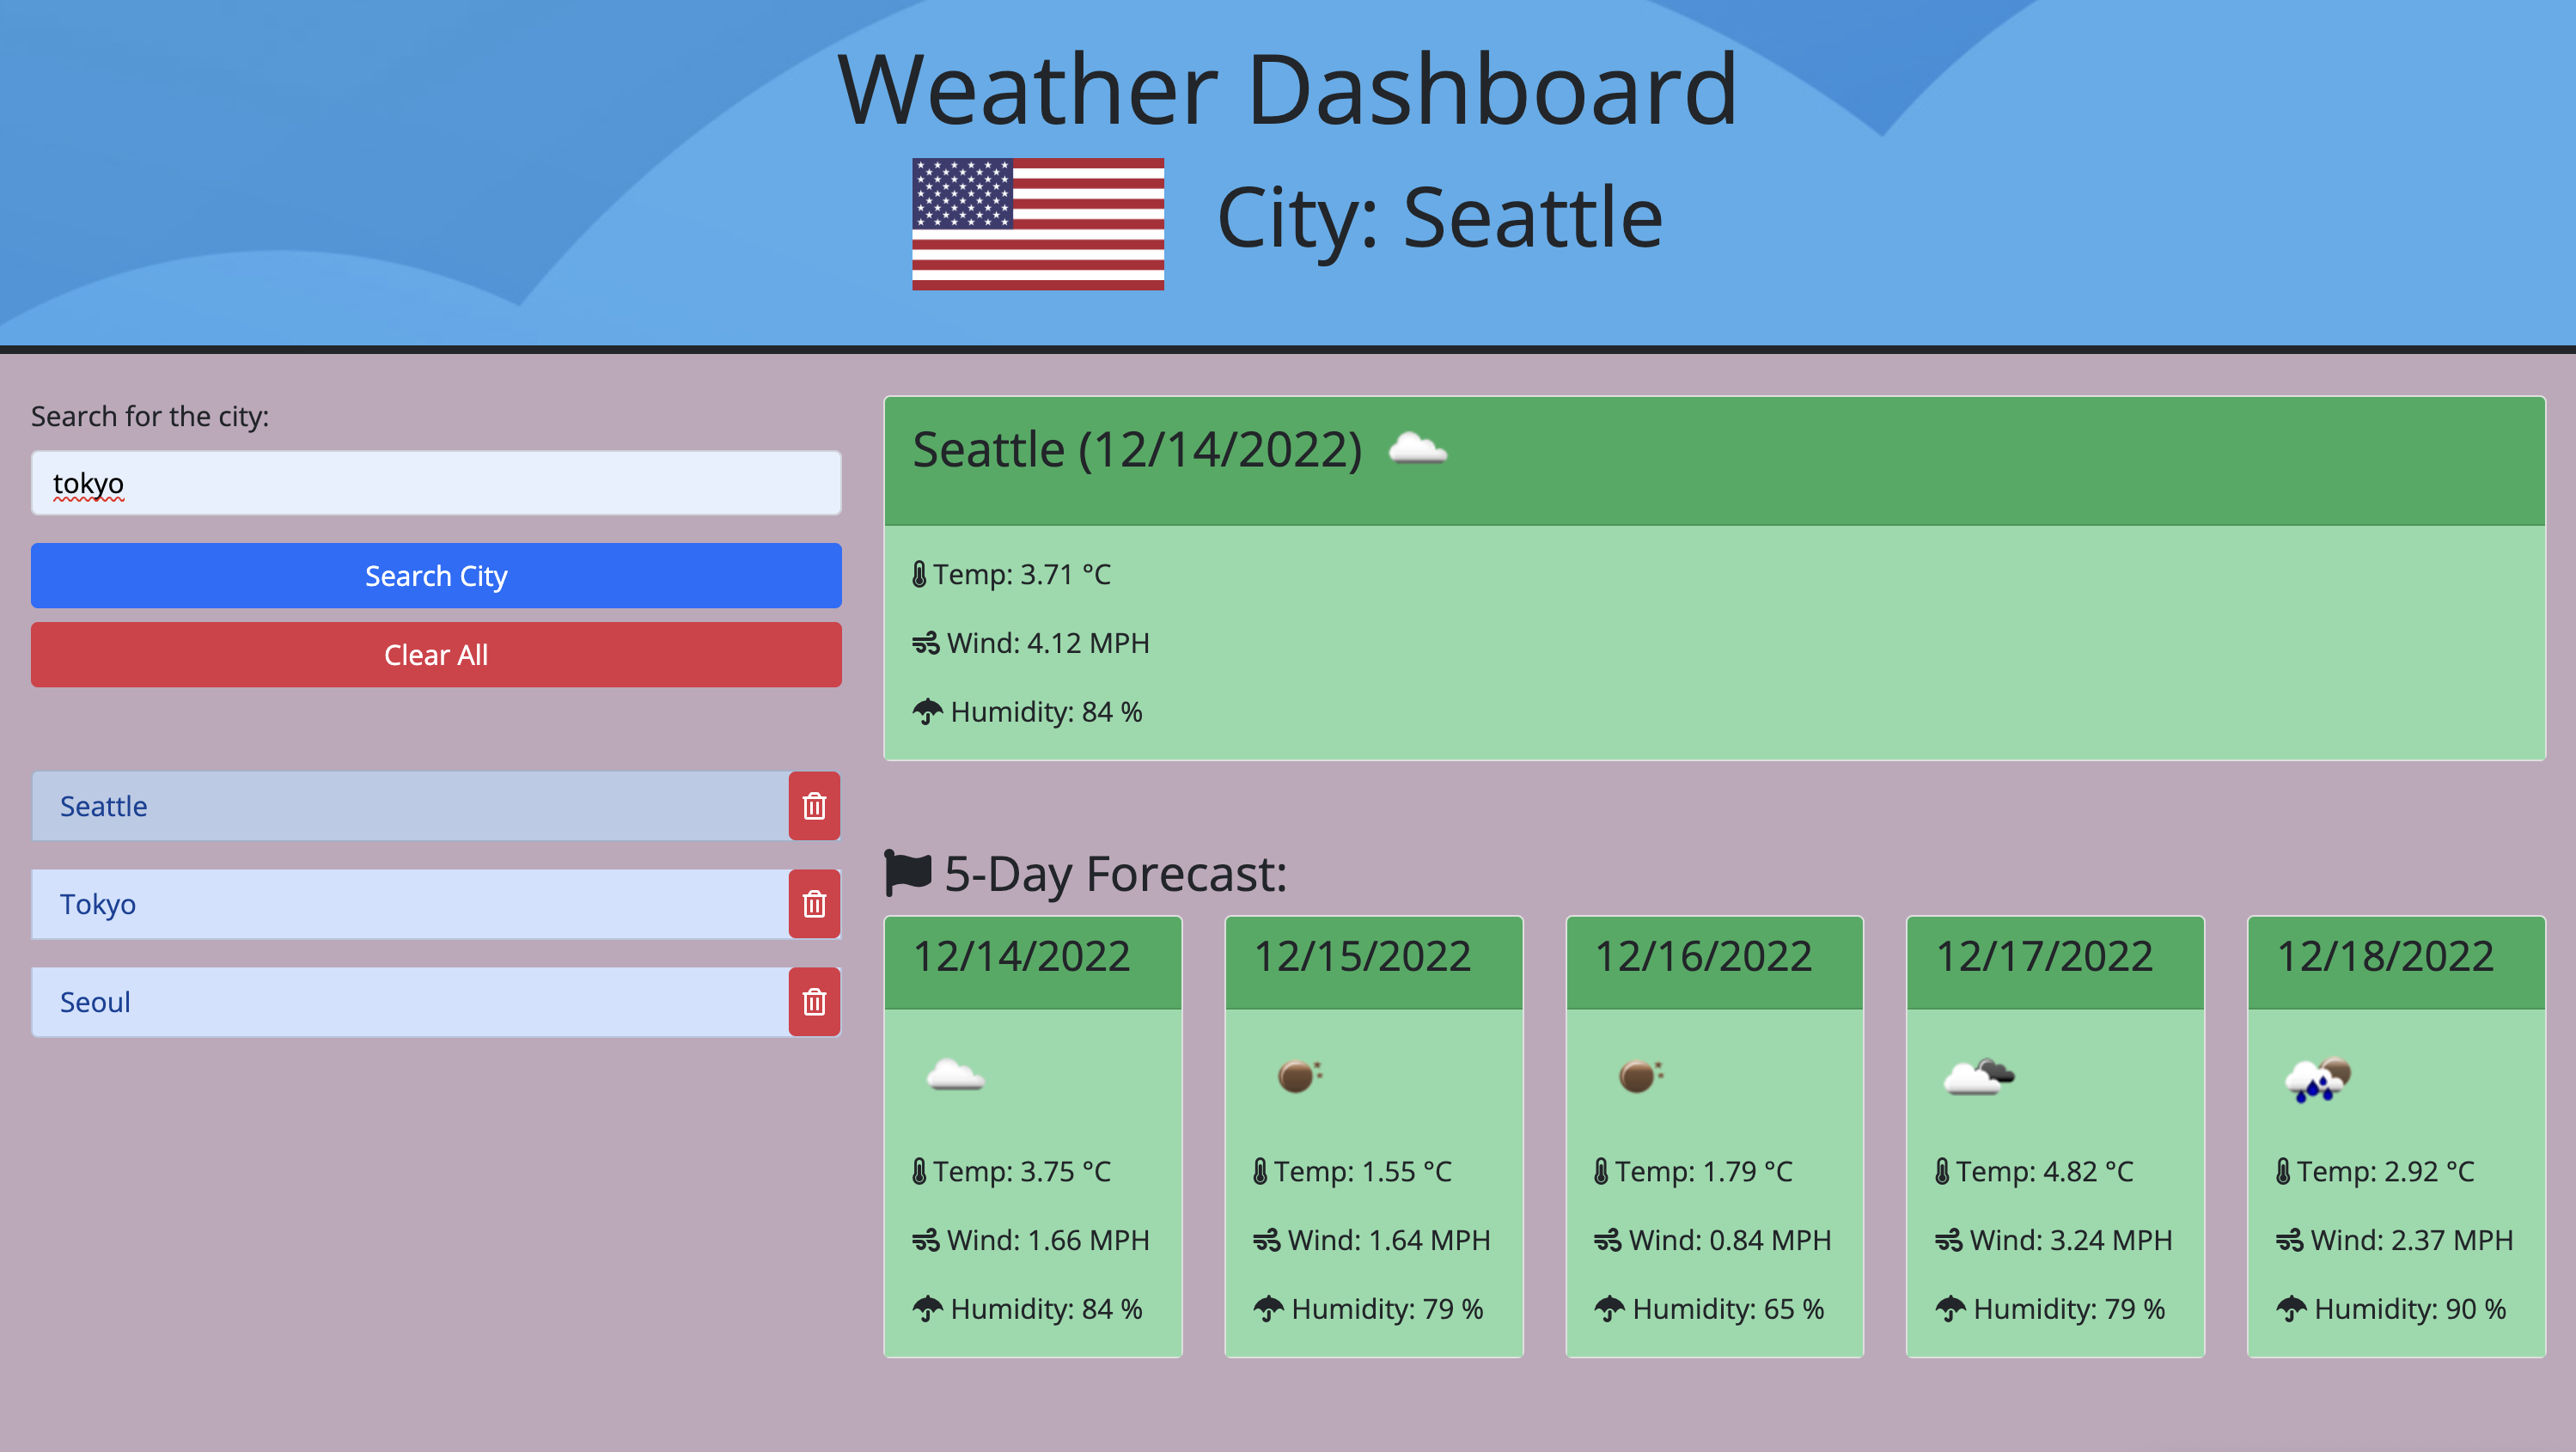 Weather Dashboard
City: Seattle
Search for the city:
tokyo
Search City
Clear All
Seattle
Tokyo
Seoul
Seattle (12/14/2022)
Temp: 3.71 °C
Wind: 4.12 MPH
Humidity: 84 %
5-Day Forecast:
12/14/2022
Temp: 3.75 °C
Wind: 1.66 MPH
Humidity: 84 %
12/15/2022
Temp: 1.55 °C
Wind: 1.64 MPH
Humidity: 79 %
12/16/2022
Temp: 1.79 °C
Wind: 0.84 MPH
Humidity: 65 %
12/17/2022
Temp: 4.82 °C
Wind: 3.24 MPH
Humidity: 79 %
12/18/2022
Temp: 2.92 °C
Wind: 2.37 MPH
Humidity: 90 %